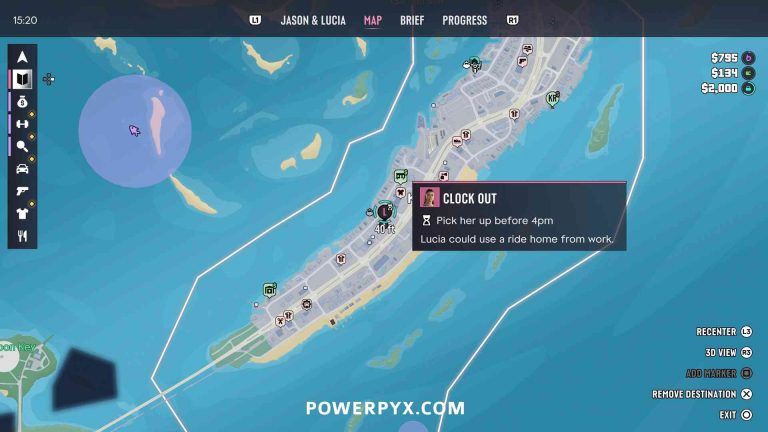 15:20
L1
JASON & LUCIA
MAP
BRIEF
PROGRESS
R1
$795
$134
$2,000
KR
CLOCK OUT
Pick her up before 4pm
Lucia could use a ride home from work.
L
40 ft
RECENTER L3
3D VIEW R3
ADD MARKER
REMOVE DESTINATION
EXIT
POWERPYX.COM